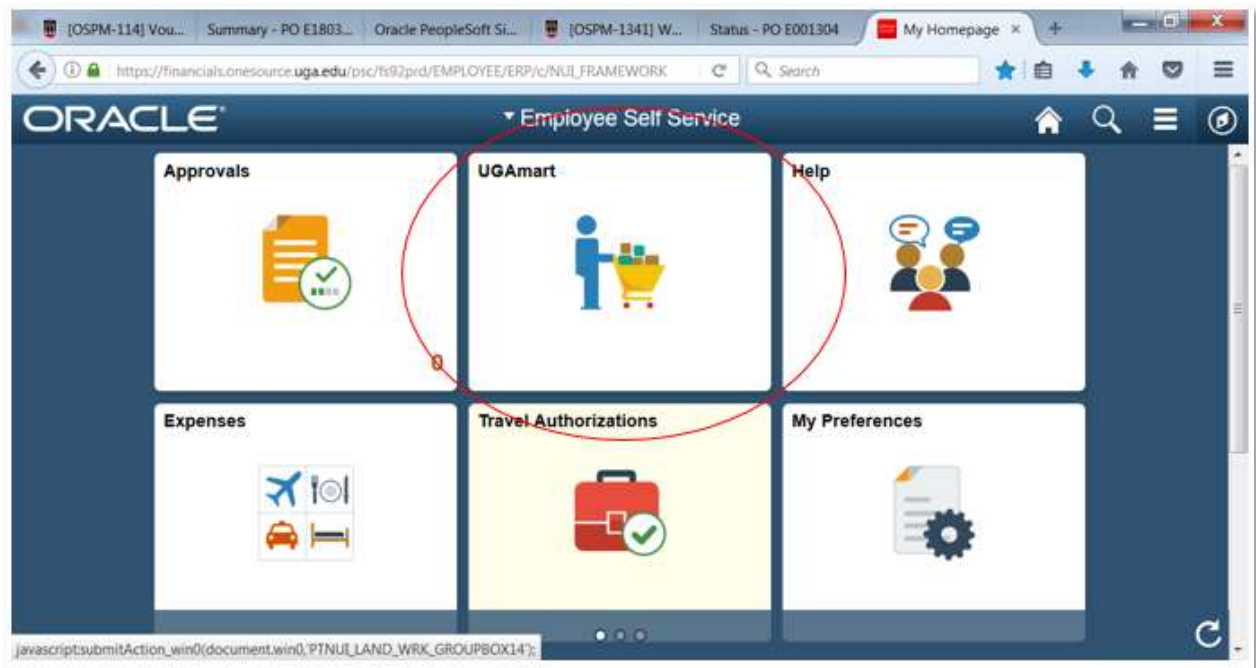 [OSPM-114] Vou... Summary - PO E1803... Oracle PeopleSoft Si... [OSPM-1341] W... Status - PO E001304 My Homepage × +
https://financials.onesource.uga.edu/psc/fs92prd/EMPLOYEE/ERP/c/NUI_FRAMEWORK Search
ORACLE® Employee Self Service
Approvals UGAmart Help
0
Expenses Travel Authorizations My Preferences
javascript:submitAction_win0(document.win0,'PTNUI_LAND_WRK_GROUPBOX14');